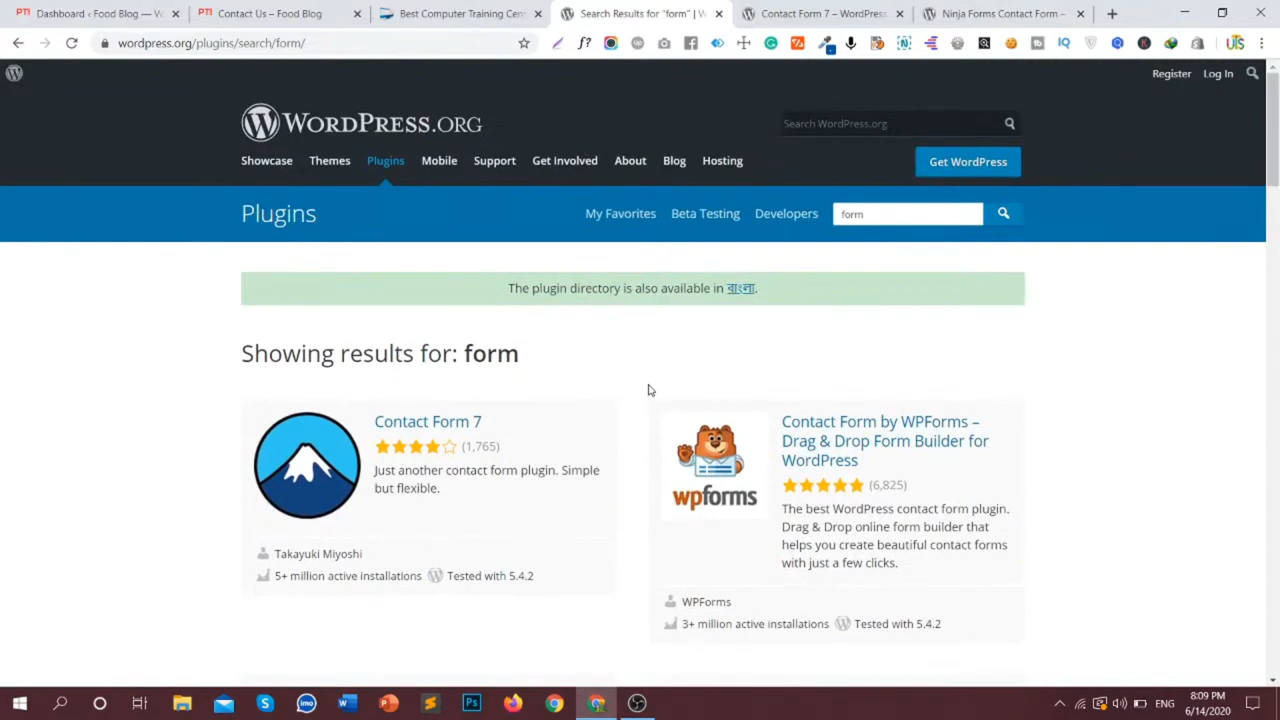 Dashboard ‹ Food Blog — W
Contact Us – Food Blog
Best Computer Training Cen
Search Results for “form” | W
Contact Form 7 – WordPress
Ninja Forms Contact Form –
wordpress.org/plugins/search/form/
Register Log In
WORDPRESS.ORG
Search WordPress.org
Showcase Themes Plugins Mobile Support Get Involved About Blog Hosting
Get WordPress
Plugins
My Favorites Beta Testing Developers
form
The plugin directory is also available in বাংলা.
Showing results for: form
Contact Form 7
(1,765)
Just another contact form plugin. Simple
but flexible.
Takayuki Miyoshi
5+ million active installations Tested with 5.4.2
wpforms
Contact Form by WPForms –
Drag & Drop Form Builder for
WordPress
(6,825)
The best WordPress contact form plugin.
Drag & Drop online form builder that
helps you create beautiful contact forms
with just a few clicks.
WPForms
3+ million active installations Tested with 5.4.2
ENG
8:09 PM
6/14/2020